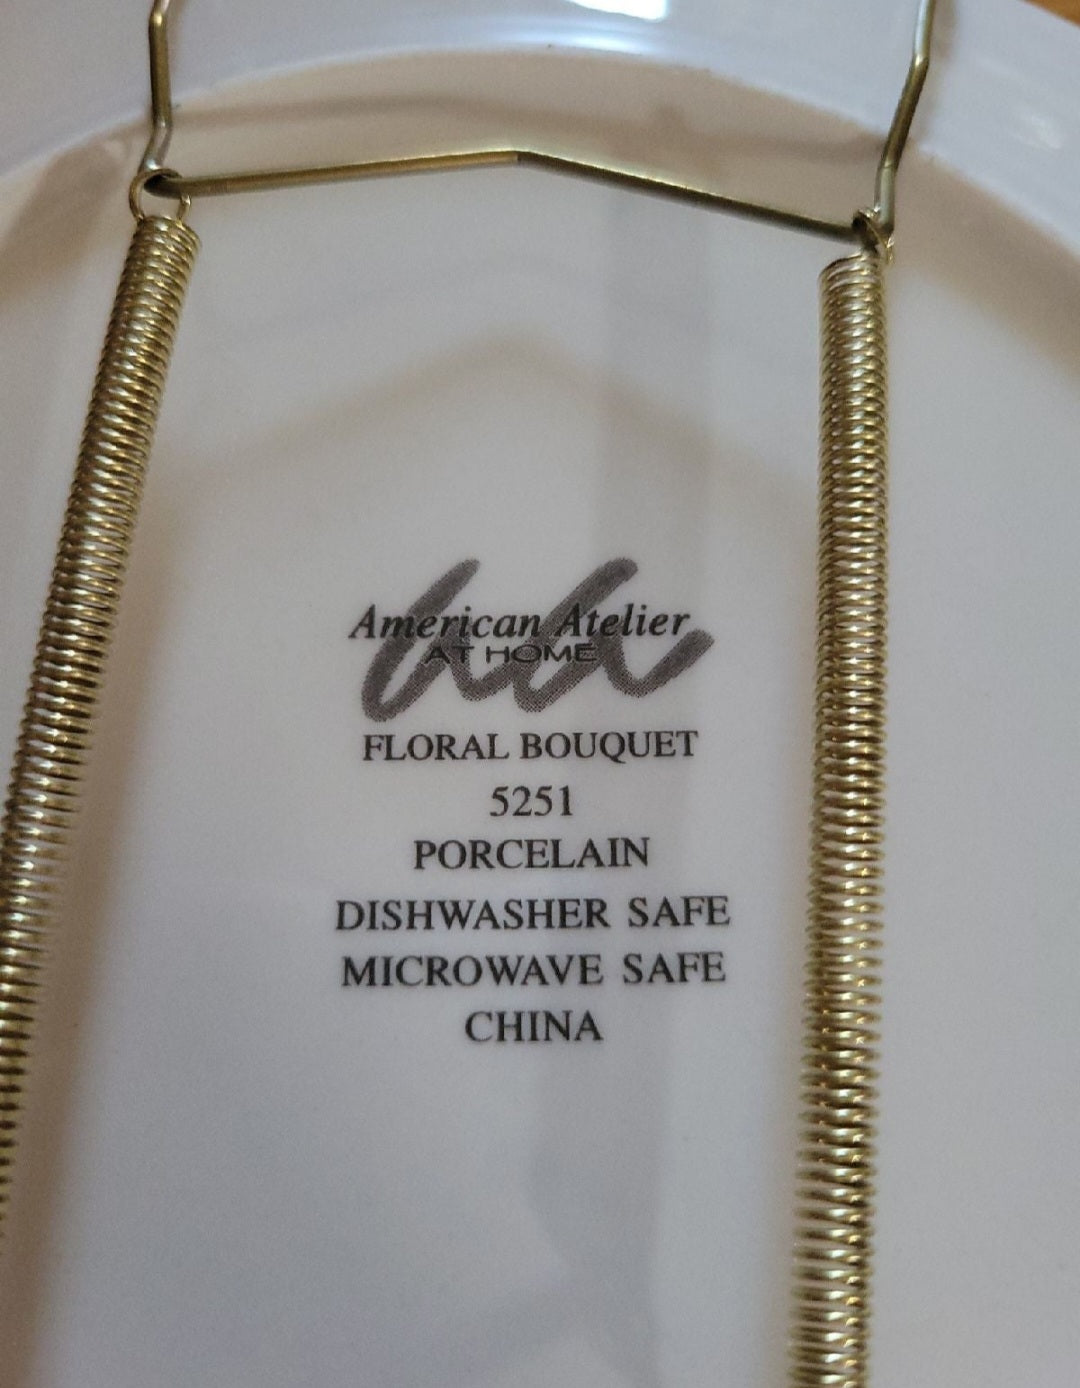 American Atelier
AT HOME
FLORAL BOUQUET
5251
PORCELAIN
DISHWASHER SAFE
MICROWAVE SAFE
CHINA